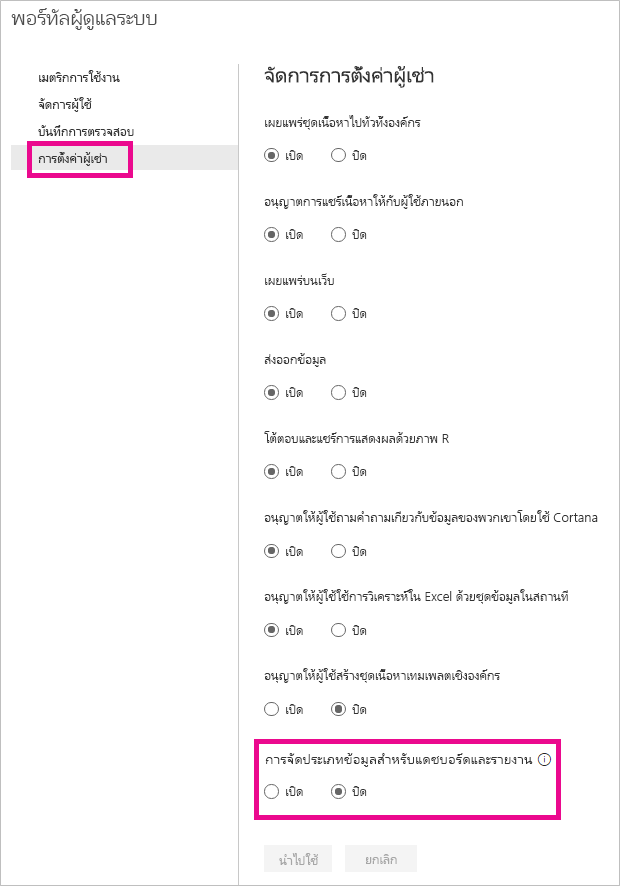 พอร์ทัลผู้ดูแลระบบ
เมตริกการใช้งาน
จัดการผู้ใช้
บันทึกการตรวจสอบ
การตั้งค่าผู้เช่า
จัดการการตั้งค่าผู้เช่า
เผยแพร่ชุดเนื้อหาไปทั่วทั้งองค์กร
เปิด ปิด
อนุญาตการแชร์เนื้อหาให้กับผู้ใช้ภายนอก
เปิด ปิด
เผยแพร่บนเว็บ
เปิด ปิด
ส่งออกข้อมูล
เปิด ปิด
โต้ตอบและแชร์การแสดงผลด้วยภาพ R
เปิด ปิด
อนุญาตให้ผู้ใช้ถามคำถามเกี่ยวกับข้อมูลของพวกเขาโดยใช้ Cortana
เปิด ปิด
อนุญาตให้ผู้ใช้ใช้การวิเคราะห์ใน Excel ด้วยชุดข้อมูลในสถานที่
เปิด ปิด
อนุญาตให้ผู้ใช้สร้างชุดเนื้อหาเทมเพลตเชิงองค์กร
เปิด ปิด
การจัดประเภทข้อมูลสำหรับแดชบอร์ดและรายงาน
เปิด ปิด
นำไปใช้ ยกเลิก